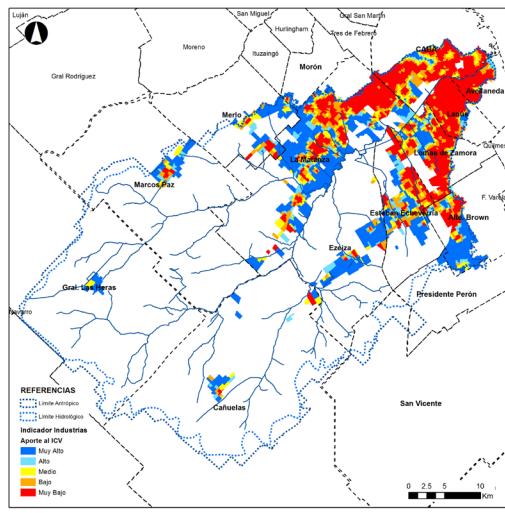 Luján
San Miguel
Gral San Martín
Hurlingham
Tres de Febrero
Moreno
Ituzaingó
CABA
Gral Rodríguez
Morón
Avellaneda
Lanús
Merlo
Quilmes
La Matanza
Lomas de Zamora
Marcos Paz
F. Varela
Esteban Echeverría
Alte. Brown
Ezeiza
Gral. Las Heras
Presidente Perón
Navarro
Cañuelas
San Vicente
REFERENCIAS
Límite Antrópico
Límite Hidrológico
Indicador Industrias
Aporte al ICV
Muy Alto
Alto
Medio
Bajo
Muy Bajo
0 2.5 5 10
Km